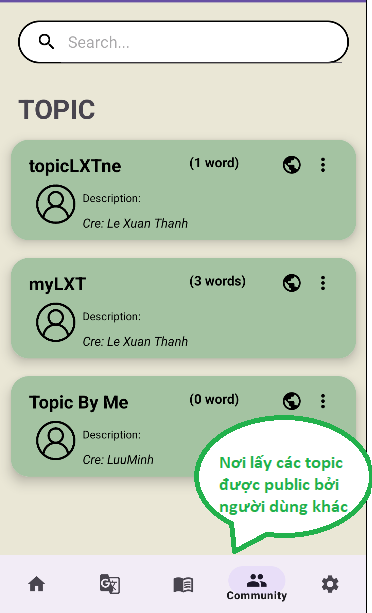 Search...
TOPIC
topicLXTne (1 word)
Description:
Cre: Le Xuan Thanh
myLXT (3 words)
Description:
Cre: Le Xuan Thanh
Topic By Me (0 word)
Description:
Cre: LuuMinh
Nơi lấy các topic
được public bởi
người dùng khác
Community